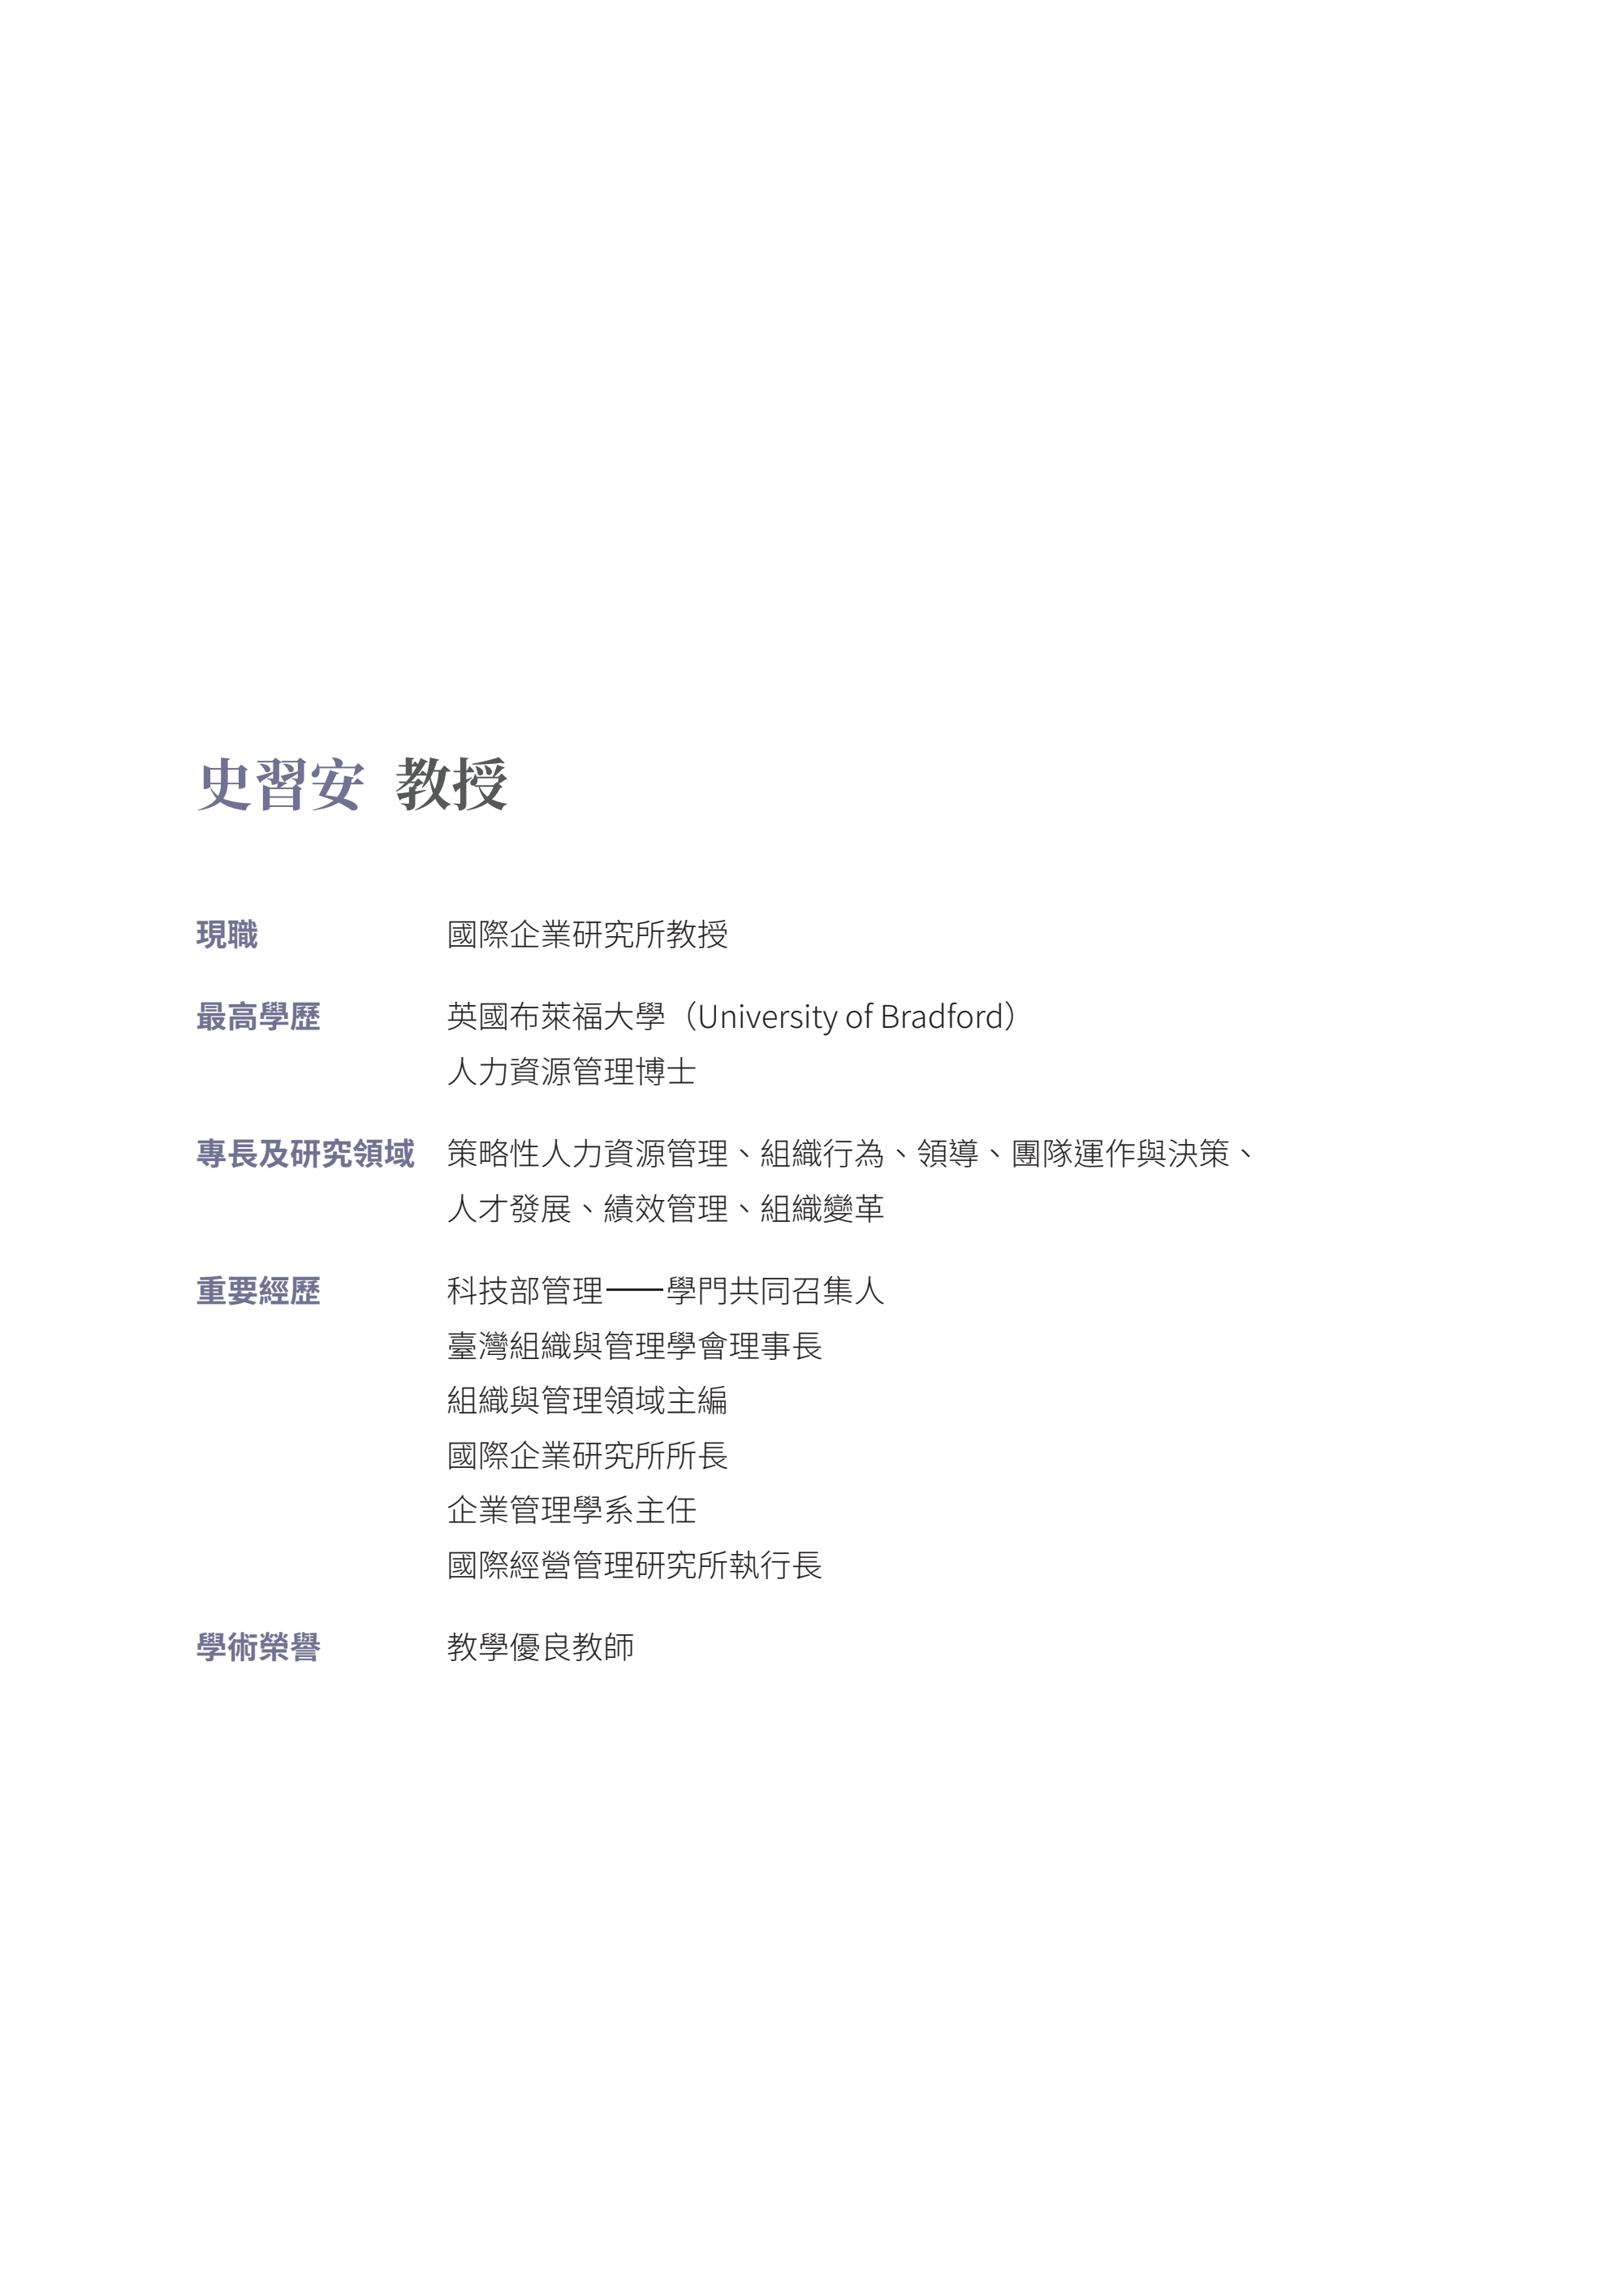 史習安 教授
現職 國際企業研究所教授
最高學歷 英國布萊福大學（University of Bradford）
人力資源管理博士
專長及研究領域 策略性人力資源管理、組織行為、領導、團隊運作與決策、
人才發展、績效管理、組織變革
重要經歷 科技部管理——學門共同召集人
臺灣組織與管理學會理事長
組織與管理領域主編
國際企業研究所所長
企業管理學系主任
國際經營管理研究所執行長
學術榮譽 教學優良教師